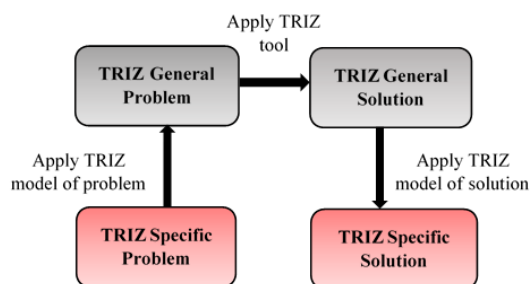 Apply TRIZ
tool
TRIZ General
Problem
TRIZ General
Solution
Apply TRIZ
model of problem
Apply TRIZ
model of solution
TRIZ Specific
Problem
TRIZ Specific
Solution